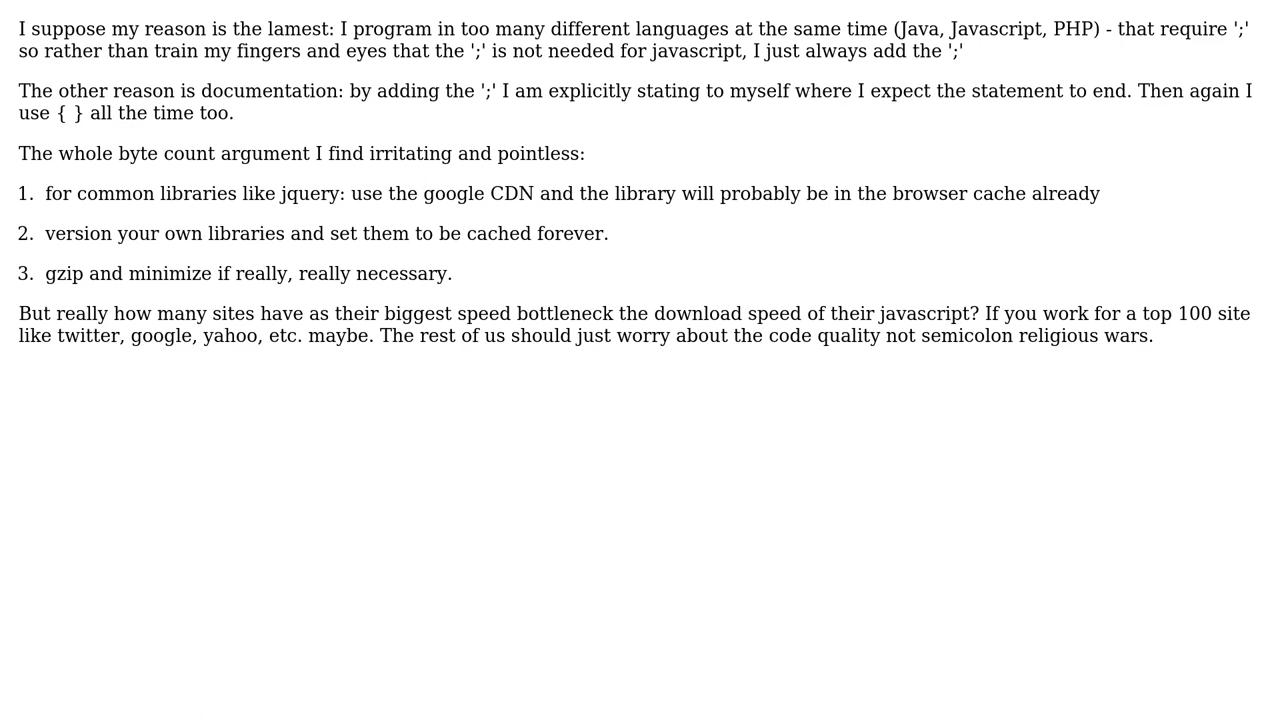 I suppose my reason is the lamest: I program in too many different languages at the same time (Java, Javascript, PHP) - that require ';'
so rather than train my fingers and eyes that the ';' is not needed for javascript, I just always add the ';'
The other reason is documentation: by adding the ';' I am explicitly stating to myself where I expect the statement to end. Then again I
use { } all the time too.
The whole byte count argument I find irritating and pointless:
1. for common libraries like jquery: use the google CDN and the library will probably be in the browser cache already
2. version your own libraries and set them to be cached forever.
3. gzip and minimize if really, really necessary.
But really how many sites have as their biggest speed bottleneck the download speed of their javascript? If you work for a top 100 site
like twitter, google, yahoo, etc. maybe. The rest of us should just worry about the code quality not semicolon religious wars.